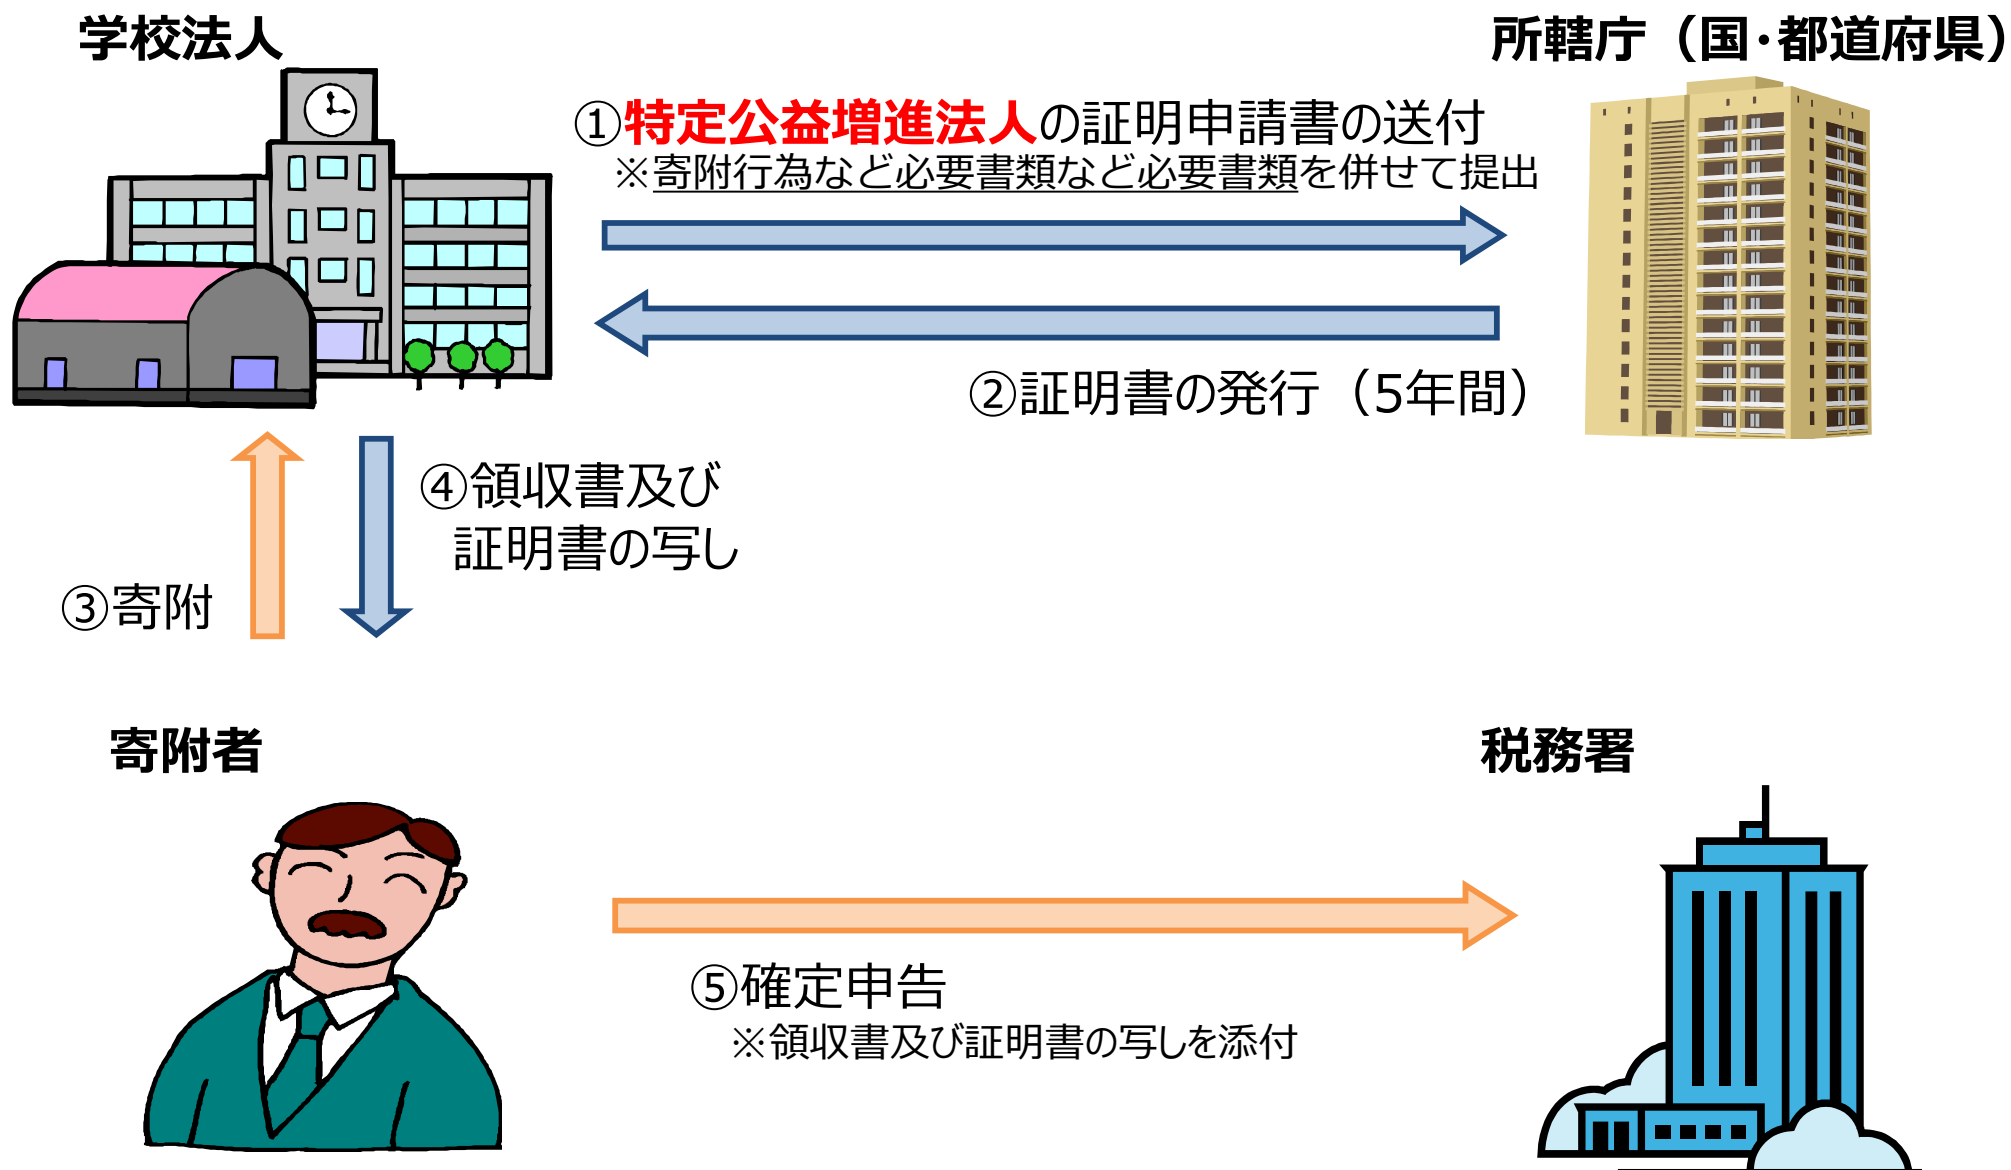 学校法人
所轄庁（国・都道府県）
①特定公益増進法人の証明申請書の送付
※寄附行為など必要書類など必要書類を併せて提出
②証明書の発行（5年間）
④領収書及び
証明書の写し
③寄附
寄附者
税務署
⑤確定申告
※領収書及び証明書の写しを添付